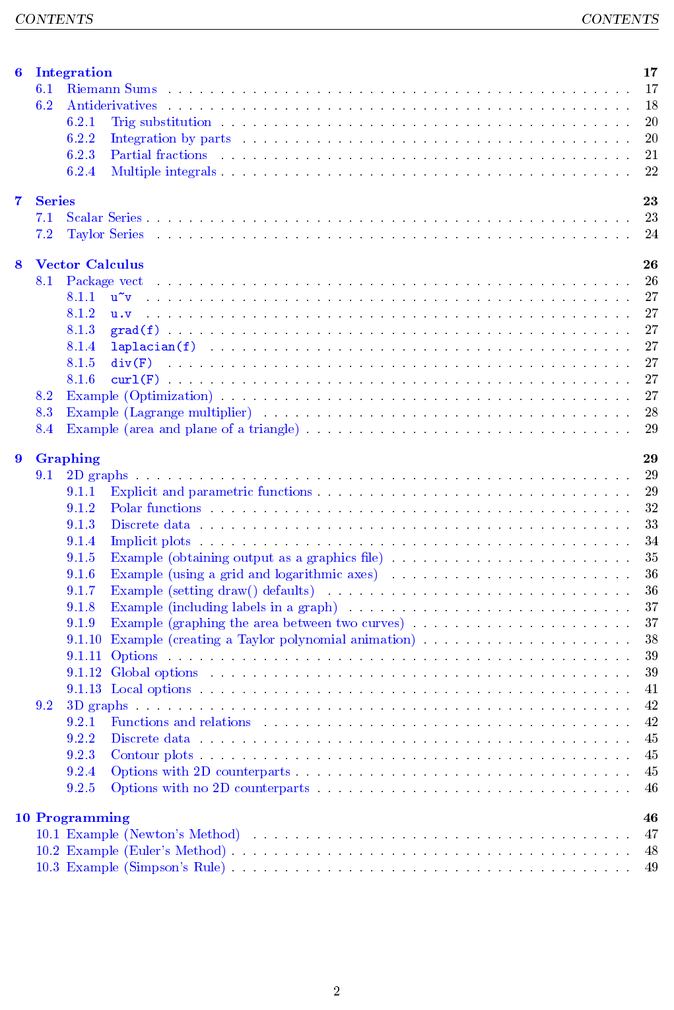 CONTENTS CONTENTS
6 Integration 17
6.1 Riemann Sums . . . . . . . . . . . . . . . . . . . . . . . . . . . . . . . . . . . . . . . . . . . . 17
6.2 Antiderivatives . . . . . . . . . . . . . . . . . . . . . . . . . . . . . . . . . . . . . . . . . . . . 18
6.2.1 Trig substitution . . . . . . . . . . . . . . . . . . . . . . . . . . . . . . . . . . . . . . . 20
6.2.2 Integration by parts . . . . . . . . . . . . . . . . . . . . . . . . . . . . . . . . . . . . . 20
6.2.3 Partial fractions . . . . . . . . . . . . . . . . . . . . . . . . . . . . . . . . . . . . . . . 21
6.2.4 Multiple integrals . . . . . . . . . . . . . . . . . . . . . . . . . . . . . . . . . . . . . . . 22
7 Series 23
7.1 Scalar Series . . . . . . . . . . . . . . . . . . . . . . . . . . . . . . . . . . . . . . . . . . . . . . 23
7.2 Taylor Series . . . . . . . . . . . . . . . . . . . . . . . . . . . . . . . . . . . . . . . . . . . . . 24
8 Vector Calculus 26
8.1 Package vect . . . . . . . . . . . . . . . . . . . . . . . . . . . . . . . . . . . . . . . . . . . . . 26
8.1.1 u~v . . . . . . . . . . . . . . . . . . . . . . . . . . . . . . . . . . . . . . . . . . . . . . 27
8.1.2 u.v . . . . . . . . . . . . . . . . . . . . . . . . . . . . . . . . . . . . . . . . . . . . . . 27
8.1.3 grad(f) . . . . . . . . . . . . . . . . . . . . . . . . . . . . . . . . . . . . . . . . . . . . 27
8.1.4 laplacian(f) . . . . . . . . . . . . . . . . . . . . . . . . . . . . . . . . . . . . . . . . 27
8.1.5 div(F) . . . . . . . . . . . . . . . . . . . . . . . . . . . . . . . . . . . . . . . . . . . . 27
8.1.6 curl(F) . . . . . . . . . . . . . . . . . . . . . . . . . . . . . . . . . . . . . . . . . . . . 27
8.2 Example (Optimization) . . . . . . . . . . . . . . . . . . . . . . . . . . . . . . . . . . . . . . . 27
8.3 Example (Lagrange multiplier) . . . . . . . . . . . . . . . . . . . . . . . . . . . . . . . . . . . 28
8.4 Example (area and plane of a triangle) . . . . . . . . . . . . . . . . . . . . . . . . . . . . . . . 29
9 Graphing 29
9.1 2D graphs . . . . . . . . . . . . . . . . . . . . . . . . . . . . . . . . . . . . . . . . . . . . . . . 29
9.1.1 Explicit and parametric functions . . . . . . . . . . . . . . . . . . . . . . . . . . . . . . 29
9.1.2 Polar functions . . . . . . . . . . . . . . . . . . . . . . . . . . . . . . . . . . . . . . . . 32
9.1.3 Discrete data . . . . . . . . . . . . . . . . . . . . . . . . . . . . . . . . . . . . . . . . . 33
9.1.4 Implicit plots . . . . . . . . . . . . . . . . . . . . . . . . . . . . . . . . . . . . . . . . . 34
9.1.5 Example (obtaining output as a graphics file) . . . . . . . . . . . . . . . . . . . . . . . 35
9.1.6 Example (using a grid and logarithmic axes) . . . . . . . . . . . . . . . . . . . . . . . 36
9.1.7 Example (setting draw() defaults) . . . . . . . . . . . . . . . . . . . . . . . . . . . . . 36
9.1.8 Example (including labels in a graph) . . . . . . . . . . . . . . . . . . . . . . . . . . . 37
9.1.9 Example (graphing the area between two curves) . . . . . . . . . . . . . . . . . . . . . 37
9.1.10 Example (creating a Taylor polynomial animation) . . . . . . . . . . . . . . . . . . . . 38
9.1.11 Options . . . . . . . . . . . . . . . . . . . . . . . . . . . . . . . . . . . . . . . . . . . . 39
9.1.12 Global options . . . . . . . . . . . . . . . . . . . . . . . . . . . . . . . . . . . . . . . . 39
9.1.13 Local options . . . . . . . . . . . . . . . . . . . . . . . . . . . . . . . . . . . . . . . . . 41
9.2 3D graphs . . . . . . . . . . . . . . . . . . . . . . . . . . . . . . . . . . . . . . . . . . . . . . . 42
9.2.1 Functions and relations . . . . . . . . . . . . . . . . . . . . . . . . . . . . . . . . . . . 42
9.2.2 Discrete data . . . . . . . . . . . . . . . . . . . . . . . . . . . . . . . . . . . . . . . . . 45
9.2.3 Contour plots . . . . . . . . . . . . . . . . . . . . . . . . . . . . . . . . . . . . . . . . . 45
9.2.4 Options with 2D counterparts . . . . . . . . . . . . . . . . . . . . . . . . . . . . . . . . 45
9.2.5 Options with no 2D counterparts . . . . . . . . . . . . . . . . . . . . . . . . . . . . . . 46
10 Programming 46
10.1 Example (Newton's Method) . . . . . . . . . . . . . . . . . . . . . . . . . . . . . . . . . . . . 47
10.2 Example (Euler's Method) . . . . . . . . . . . . . . . . . . . . . . . . . . . . . . . . . . . . . . 48
10.3 Example (Simpson's Rule) . . . . . . . . . . . . . . . . . . . . . . . . . . . . . . . . . . . . . . 49
2